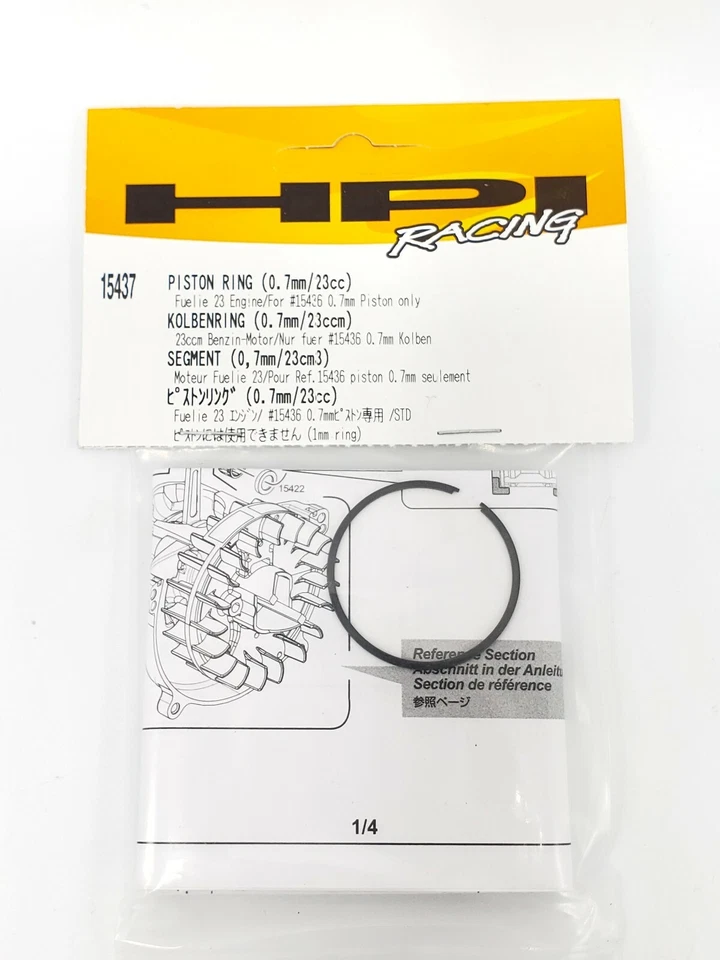 HPI
RACING
15437
PISTON RING (0.7mm/23cc)
Fuelie 23 Engine/For #15436 0.7mm Piston only
KOLBENRING (0.7mm/23ccm)
23ccm Benzin-Motor/Nur fuer #15436 0.7mm Kolben
SEGMENT (0,7mm/23cm3)
Moteur Fuelie 23/Pour Ref.15436 piston 0.7mm seulement
ﾋﾟｽﾄﾝﾘﾝｸﾞ (0.7mm/23cc)
Fuelie 23 ｴﾝｼﾞﾝ/ #15436 0.7mmﾋﾟｽﾄﾝ専用 /STD
ﾋﾟｽﾄﾝには使用できません (1mm ring)
15422
Reference Section
Abschnitt in der Anleitu
Section de référence
参照ページ
1/4